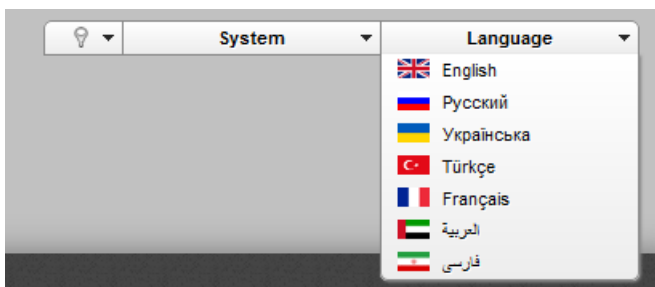 System
Language
English
Русский
Українська
Türkçe
Français
العربية
فارسی